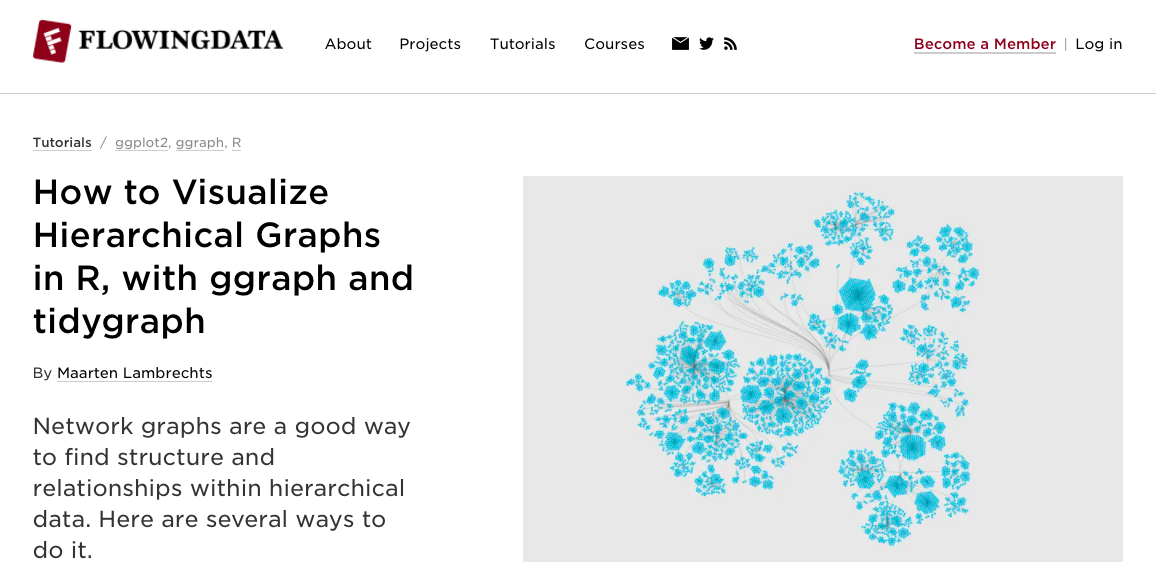 FLOWINGDATA
About Projects Tutorials Courses
Become a Member | Log in
Tutorials / ggplot2, ggraph, R
How to Visualize
Hierarchical Graphs
in R, with ggraph and
tidygraph
By Maarten Lambrechts
Network graphs are a good way
to find structure and
relationships within hierarchical
data. Here are several ways to
do it.